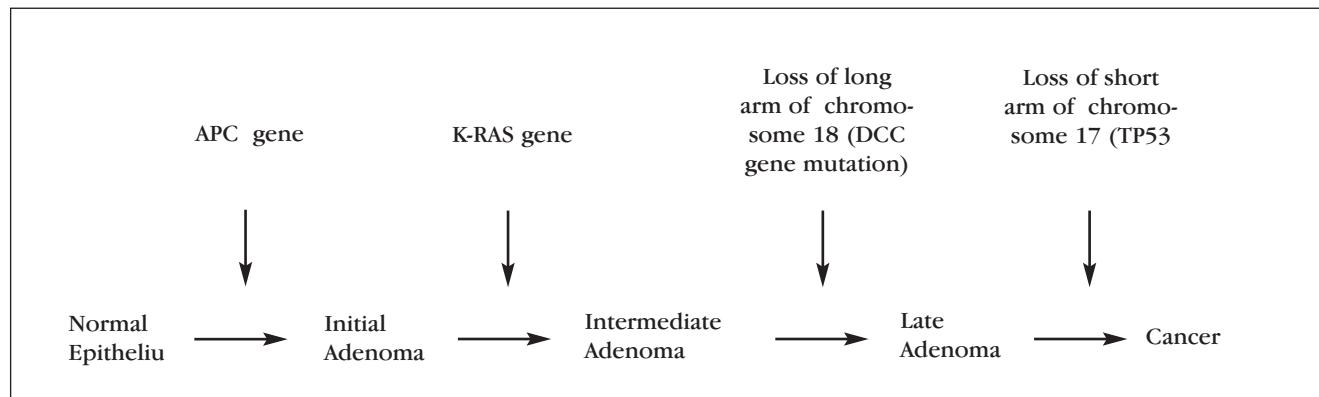 APC gene
K-RAS gene
Loss of long
arm of chromo-
some 18 (DCC
gene mutation)
Loss of short
arm of chromo-
some 17 (TP53
Normal
Epitheliu
Initial
Adenoma
Intermediate
Adenoma
Late
Adenoma
Cancer